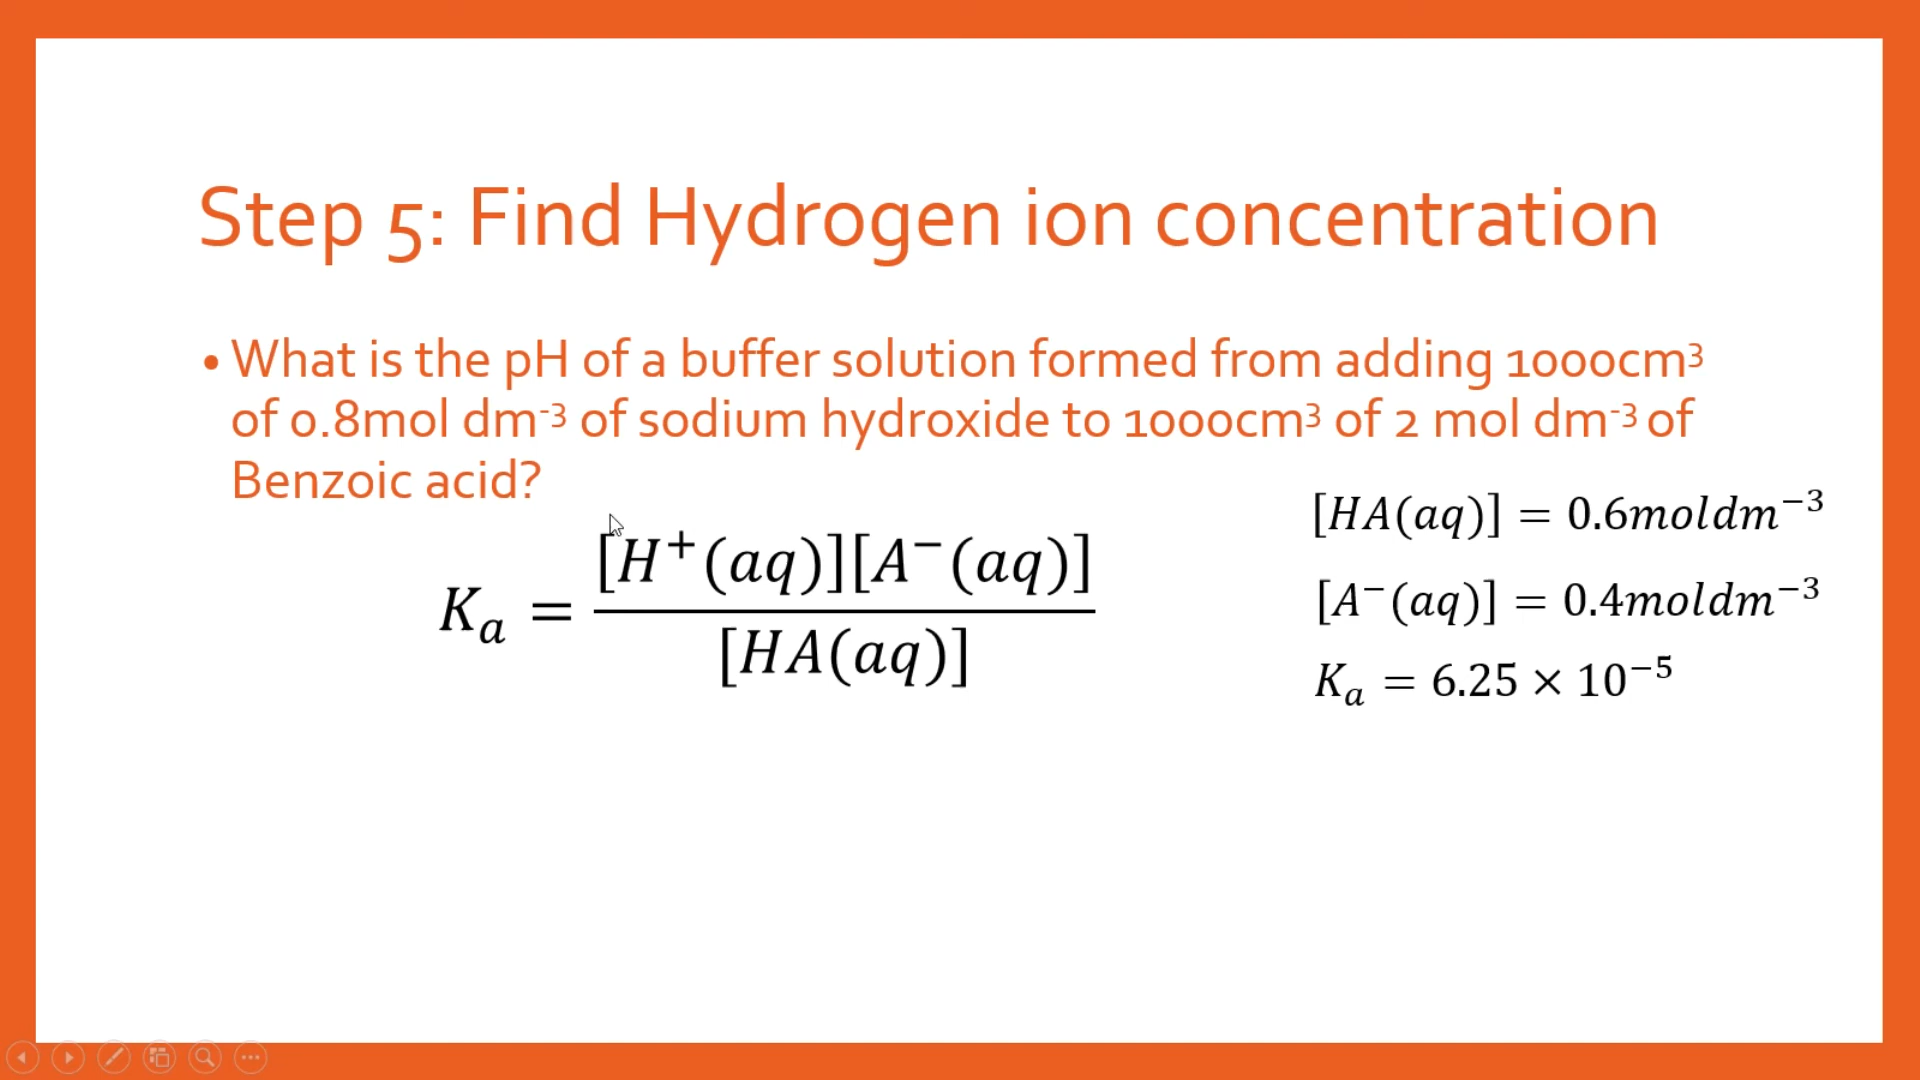 Step 5: Find Hydrogen ion concentration
• What is the pH of a buffer solution formed from adding 1000cm³
of 0.8mol dm⁻³ of sodium hydroxide to 1000cm³ of 2 mol dm⁻³ of
Benzoic acid?
[HA(aq)] = 0.6moldm⁻³
Kₐ = [H⁺(aq)][A⁻(aq)] / [HA(aq)]
[A⁻(aq)] = 0.4moldm⁻³
Kₐ = 6.25 × 10⁻⁵